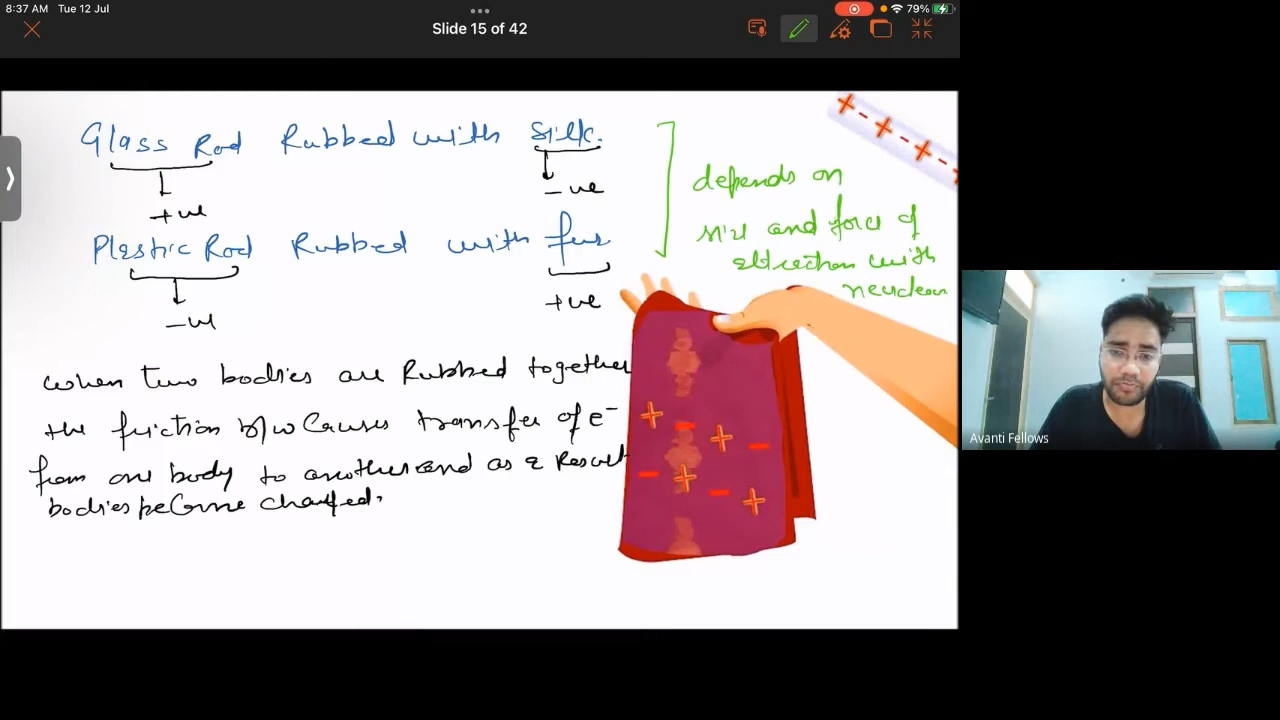 8:37 AM Tue 12 Jul
79%
Slide 15 of 42
Glass Rod Rubbed with Silk.
+ve
-ve
Plastic Rod Rubbed with fur
-ve
+ve
depends on
size and force of
attraction with
When two bodies are Rubbed together
the friction b/w Causes transfer of e-
from one body to another and as a Result
bodies become charged.
Avanti Fellows